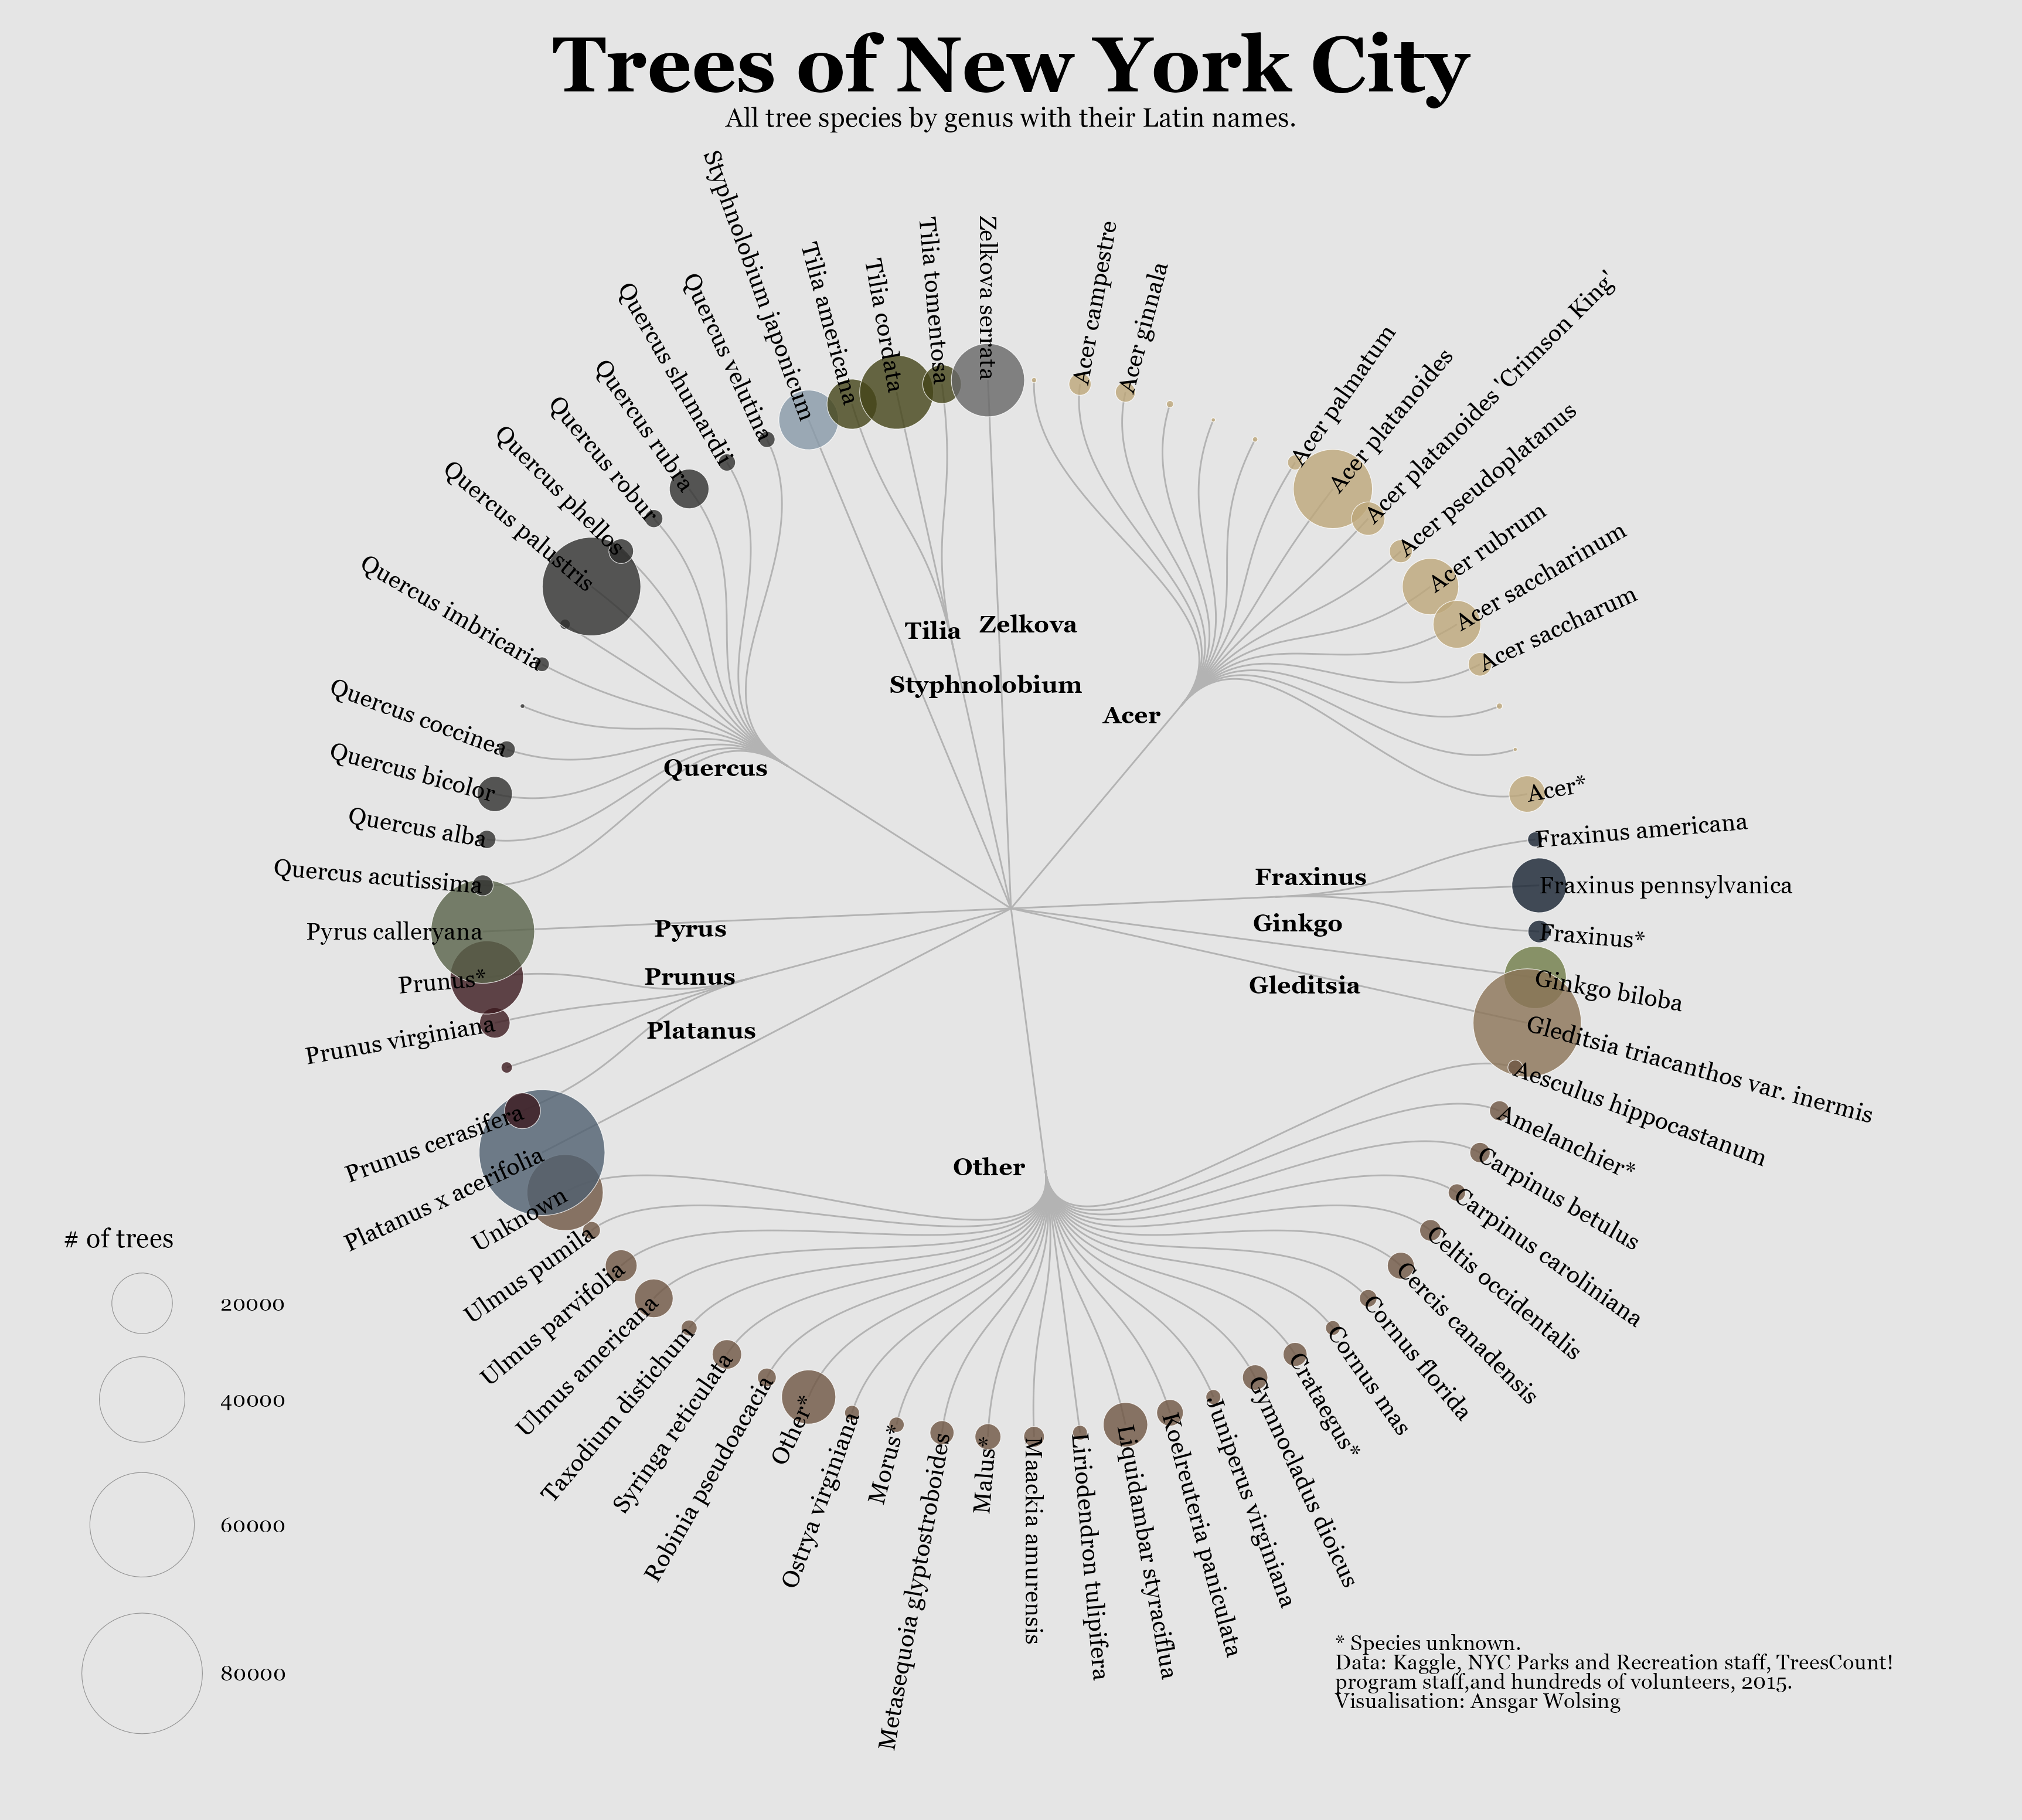 Trees of New York City
All tree species by genus with their Latin names.
Styphnolobium japonicum
Tilia americana
Tilia cordata
Tilia tomentosa
Zelkova serrata
Acer campestre
Acer ginnala
Acer palmatum
Acer platanoides
Acer platanoides 'Crimson King'
Acer pseudoplatanus
Acer rubrum
Acer saccharinum
Acer saccharum
Acer*
Fraxinus americana
Fraxinus pennsylvanica
Fraxinus*
Ginkgo biloba
Gleditsia triacanthos var. inermis
Aesculus hippocastanum
Amelanchier*
Carpinus betulus
Carpinus caroliniana
Celtis occidentalis
Cercis canadensis
Cornus florida
Cornus mas
Crataegus*
Gymnocladus dioicus
Juniperus virginiana
Koelreuteria paniculata
Liquidambar styraciflua
Liriodendron tulipifera
Maackia amurensis
Malus*
Metasequoia glyptostroboides
Morus*
Ostrya virginiana
Other*
Robinia pseudoacacia
Syringa reticulata
Taxodium distichum
Ulmus americana
Ulmus parvifolia
Ulmus pumila
Unknown
Platanus x acerifolia
Prunus cerasifera
Prunus virginiana
Prunus*
Pyrus calleryana
Quercus acutissima
Quercus alba
Quercus bicolor
Quercus coccinea
Quercus imbricaria
Quercus palustris
Quercus phellos
Quercus robur
Quercus rubra
Quercus shumardii
Quercus velutina
Tilia
Zelkova
Styphnolobium
Acer
Quercus
Fraxinus
Ginkgo
Gleditsia
Pyrus
Prunus
Platanus
Other
# of trees
20000
40000
60000
80000
* Species unknown.
Data: Kaggle, NYC Parks and Recreation staff, TreesCount!
program staff,and hundreds of volunteers, 2015.
Visualisation: Ansgar Wolsing